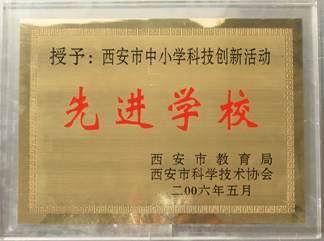 授予：西安市中小学科技创新活动
先进学校
西安市教育局
西安市科学技术协会
二00六年五月